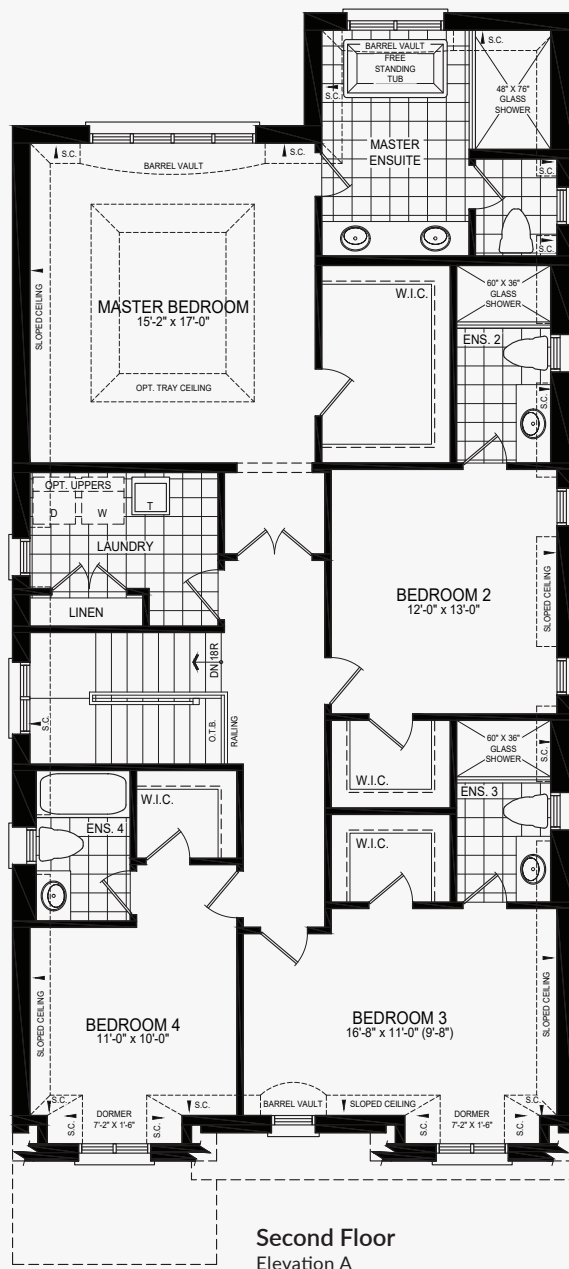 BARREL VAULT
FREE
STANDING
TUB
S.C.
S.C.
48" X 76"
GLASS
SHOWER
MASTER
ENSUITE
S.C.
S.C.
S.C.
S.C.
BARREL VAULT
SLOPED CEILING
MASTER BEDROOM
15'-2" x 17'-0"
OPT. TRAY CEILING
W.I.C.
60" X 36"
GLASS
SHOWER
ENS. 2
S.C.
OPT. UPPERS
D
W
T
LAUNDRY
LINEN
BEDROOM 2
12'-0" x 13'-0"
SLOPED CEILING
DN 18R
O.T.B.
RAILING
S.C.
W.I.C.
60" X 36"
GLASS
SHOWER
S.C.
ENS. 3
W.I.C.
W.I.C.
ENS. 4
SLOPED CEILING
BEDROOM 4
11'-0" x 10'-0"
BEDROOM 3
16'-8" x 11'-0" (9'-8")
SLOPED CEILING
S.C.
DORMER
7'-2" X 1'-6"
S.C.
S.C.
S.C.
BARREL VAULT
SLOPED CEILING
S.C.
DORMER
7'-2" X 1'-6"
S.C.
S.C.
Second Floor
Elevation A